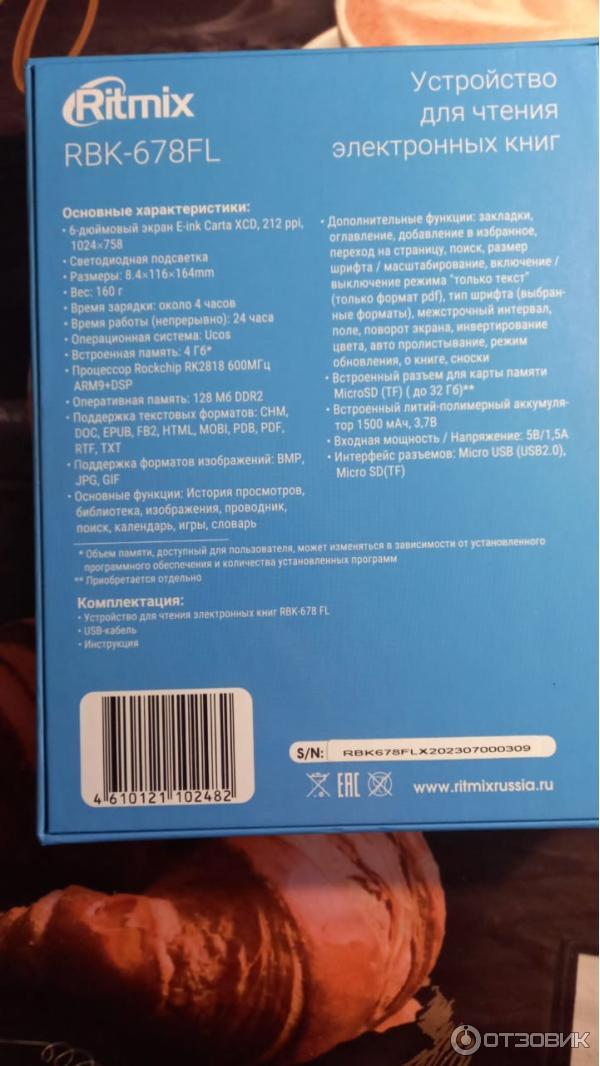 Ritmix
RBK-678FL
Устройство
для чтения
электронных книг
Основные характеристики:
• 6-дюймовый экран E-ink Carta XCD, 212 ppi,
1024×758
• Светодиодная подсветка
• Размеры: 8.4×116×164mm
• Вес: 160 г
• Время зарядки: около 4 часов
• Время работы (непрерывно): 24 часа
• Операционная система: Ucos
• Встроенная память: 4 Гб*
• Процессор Rockchip RK2818 600МГц
ARM9+DSP
• Оперативная память: 128 Мб DDR2
• Поддержка текстовых форматов: CHM,
DOC, EPUB, FB2, HTML, MOBI, PDB, PDF,
RTF, TXT
• Поддержка форматов изображений: BMP,
JPG, GIF
• Основные функции: История просмотров,
библиотека, изображения, проводник,
поиск, календарь, игры, словарь
• Дополнительные функции: закладки,
оглавление, добавление в избранное,
переход на страницу, поиск, размер
шрифта / масштабирование, включение /
выключение режима "только текст"
(только формат pdf), тип шрифта (выбран-
ные форматы), межстрочный интервал,
поле, поворот экрана, инвертирование
цвета, авто пролистывание, режим
обновления, о книге, сноски
• Встроенный разъем для карты памяти
MicroSD (TF) ( до 32 Гб)**
• Встроенный литий-полимерный аккумуля-
тор 1500 мАч, 3,7В
• Входная мощность / Напряжение: 5В/1,5А
• Интерфейс разъемов: Micro USB (USB2.0),
Micro SD(TF)
* Объем памяти, доступный для пользователя, может изменяться в зависимости от установленного
программного обеспечения и количества установленных программ
** Приобретается отдельно
Комплектация:
• Устройство для чтения электронных книг RBK-678 FL
• USB-кабель
• Инструкция
S/N: RBK678FLX202307000309
4 610121 102482
EAC
www.ritmixrussia.ru
ОТЗОВИК